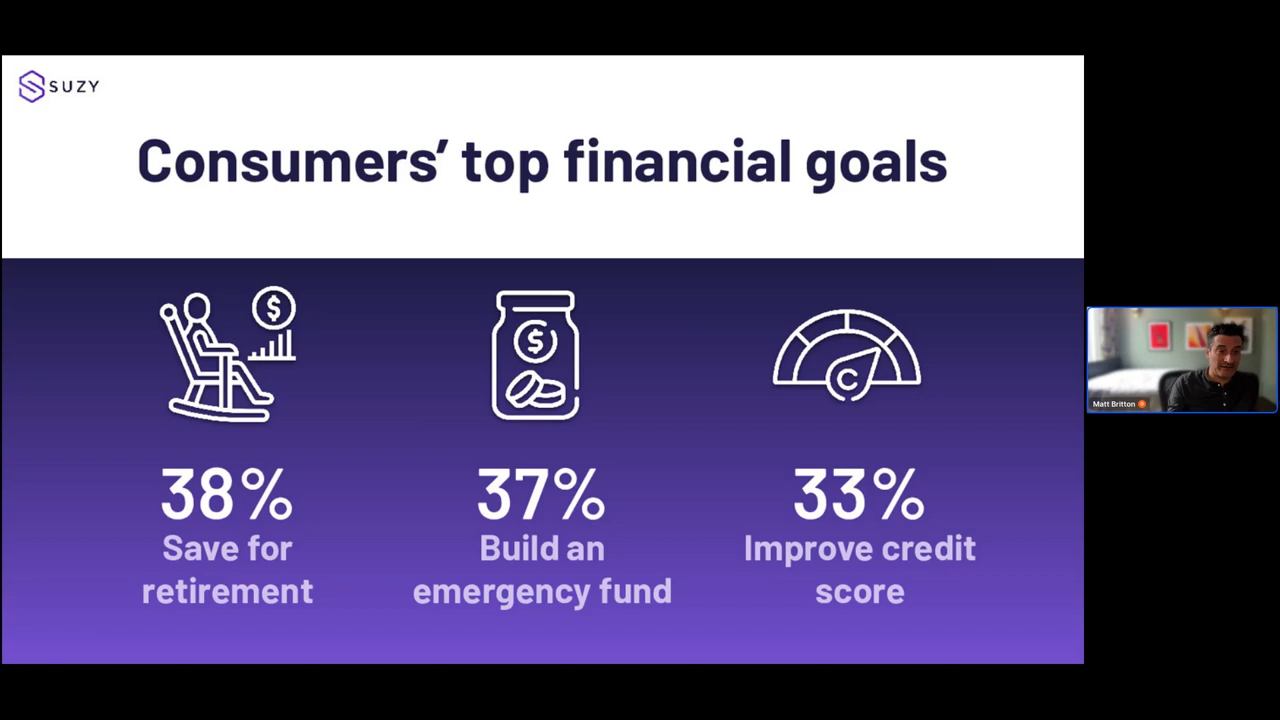 SUZY
Consumers’ top financial goals
$
$
C
38%
Save for
retirement
37%
Build an
emergency fund
33%
Improve credit
score
Matt Britton